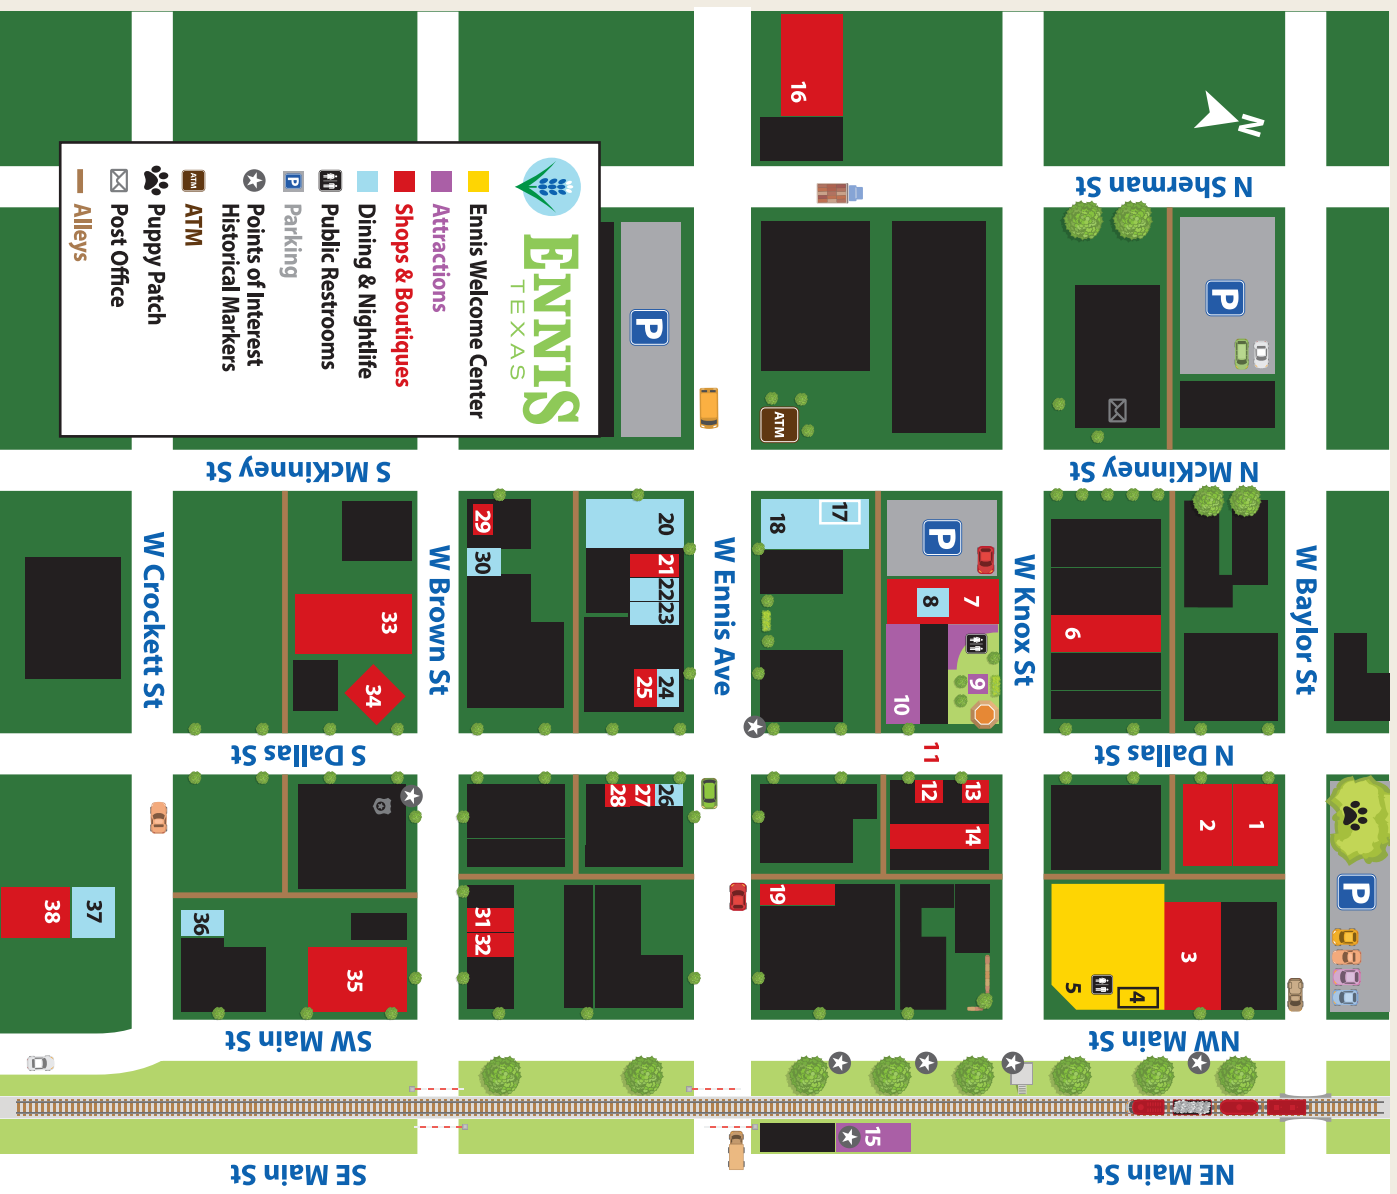 16
N
N Sherman St
ENNIS
TEXAS
Ennis Welcome Center
Attractions
Shops & Boutiques
Dining & Nightlife
Public Restrooms
P Parking
Points of Interest
Historical Markers
ATM ATM
Puppy Patch
Post Office
Alleys
P
P
ATM
S McKinney St
N McKinney St
W Crockett St
W Brown St
W Ennis Ave
W Knox St
W Baylor St
29
30
20
21
22
23
24
25
18
17
P
7
8
9
10
6
33
34
S Dallas St
N Dallas St
11
28
27
26
12
13
14
2
1
P
38
37
36
35
31
32
19
5
4
3
SW Main St
NW Main St
15
SE Main St
NE Main St